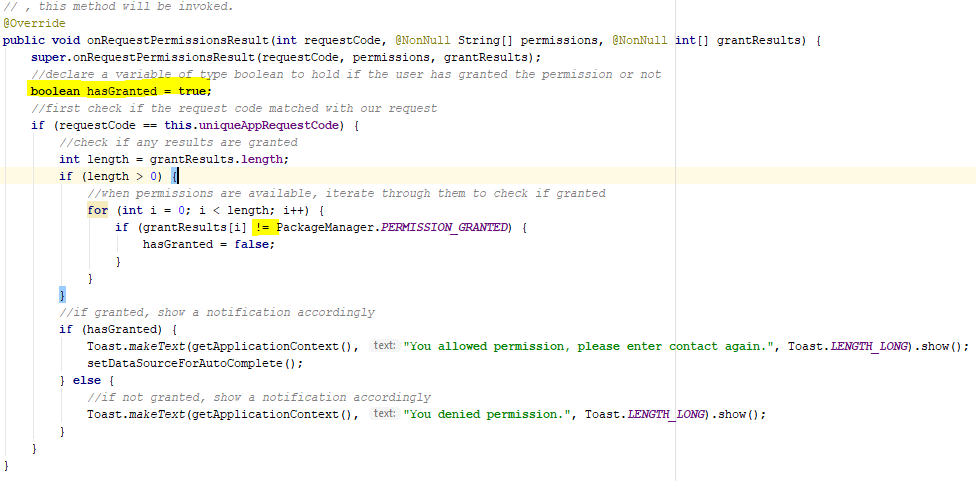 // , this method will be invoked.
@Override
public void onRequestPermissionsResult(int requestCode, @NonNull String[] permissions, @NonNull int[] grantResults) {
    super.onRequestPermissionsResult(requestCode, permissions, grantResults);
    //declare a variable of type boolean to hold if the user has granted the permission or not
    boolean hasGranted = true;
    //first check if the request code matched with our request
    if (requestCode == this.uniqueAppRequestCode) {
        //check if any results are granted
        int length = grantResults.length;
        if (length > 0) {
            //when permissions are available, iterate through them to check if granted
            for (int i = 0; i < length; i++) {
                if (grantResults[i] != PackageManager.PERMISSION_GRANTED) {
                    hasGranted = false;
                }
            }
        }
        //if granted, show a notification accordingly
        if (hasGranted) {
            Toast.makeText(getApplicationContext(), text: "You allowed permission, please enter contact again.", Toast.LENGTH_LONG).show();
            setDataSourceForAutoComplete();
        } else {
            //if not granted, show a notification accordingly
            Toast.makeText(getApplicationContext(), text: "You denied permission.", Toast.LENGTH_LONG).show();
        }
    }
}